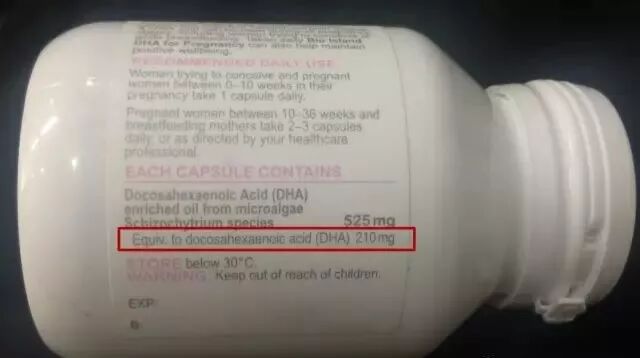 DHA for Pregnancy can also help maintain
positive wellbeing.
RECOMMENDED DAILY USE
Women trying to conceive and pregnant
women between 0-10 weeks in their
pregnancy take 1 capsule daily.
Pregnant women between 10-36 weeks and
breastfeeding mothers take 2-3 capsules
daily, or as directed by your healthcare
professional.
EACH CAPSULE CONTAINS
Docosahexaenoic Acid (DHA)
enriched oil from microalgae
Schizochytrium species 525mg
Equiv. to docosahexaenoic acid (DHA) 210mg
STORE below 30°C.
WARNING Keep out of reach of children.
EXP:
B: